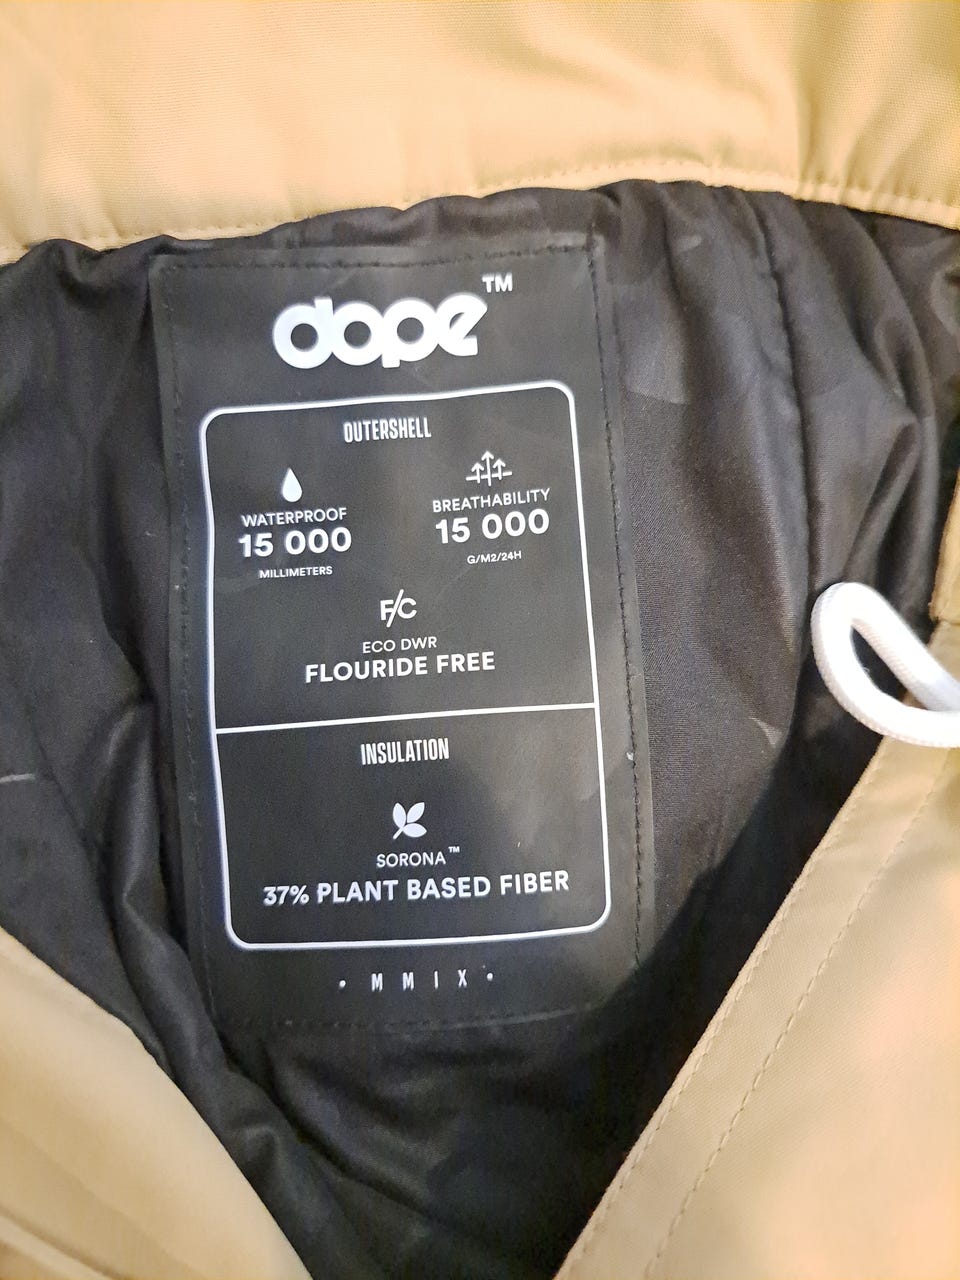 dope™
OUTERSHELL
WATERPROOF
15 000
MILLIMETERS
BREATHABILITY
15 000
G/M2/24H
F/C
ECO DWR
FLOURIDE FREE
INSULATION
SORONA™
37% PLANT BASED FIBER
• M M I X •